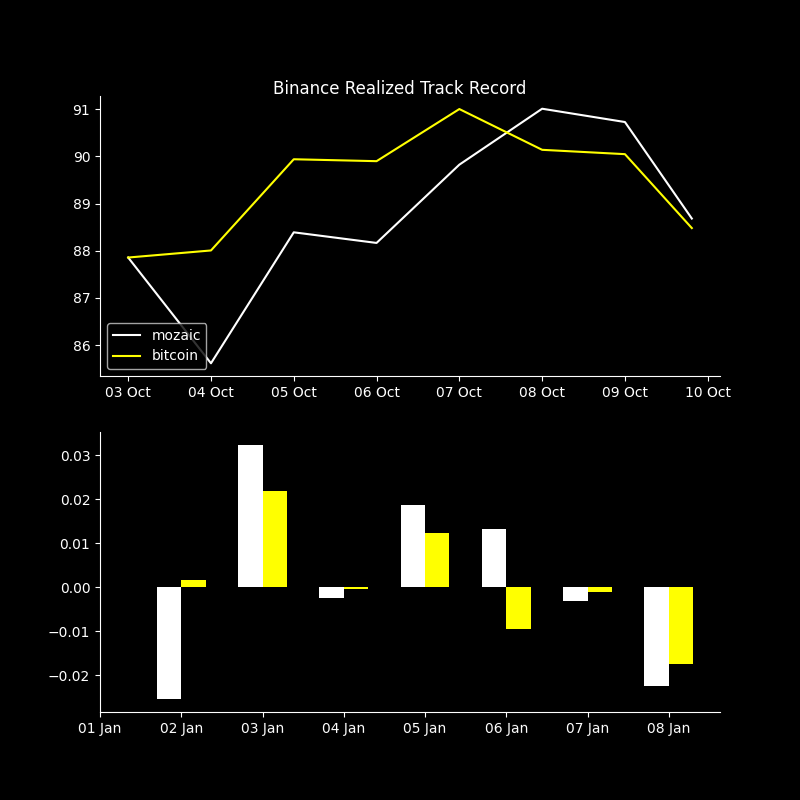 Binance Realized Track Record
91
90
89
88
87
86
mozaic
bitcoin
03 Oct 04 Oct 05 Oct 06 Oct 07 Oct 08 Oct 09 Oct 10 Oct
0.03
0.02
0.01
0.00
−0.01
−0.02
01 Jan 02 Jan 03 Jan 04 Jan 05 Jan 06 Jan 07 Jan 08 Jan